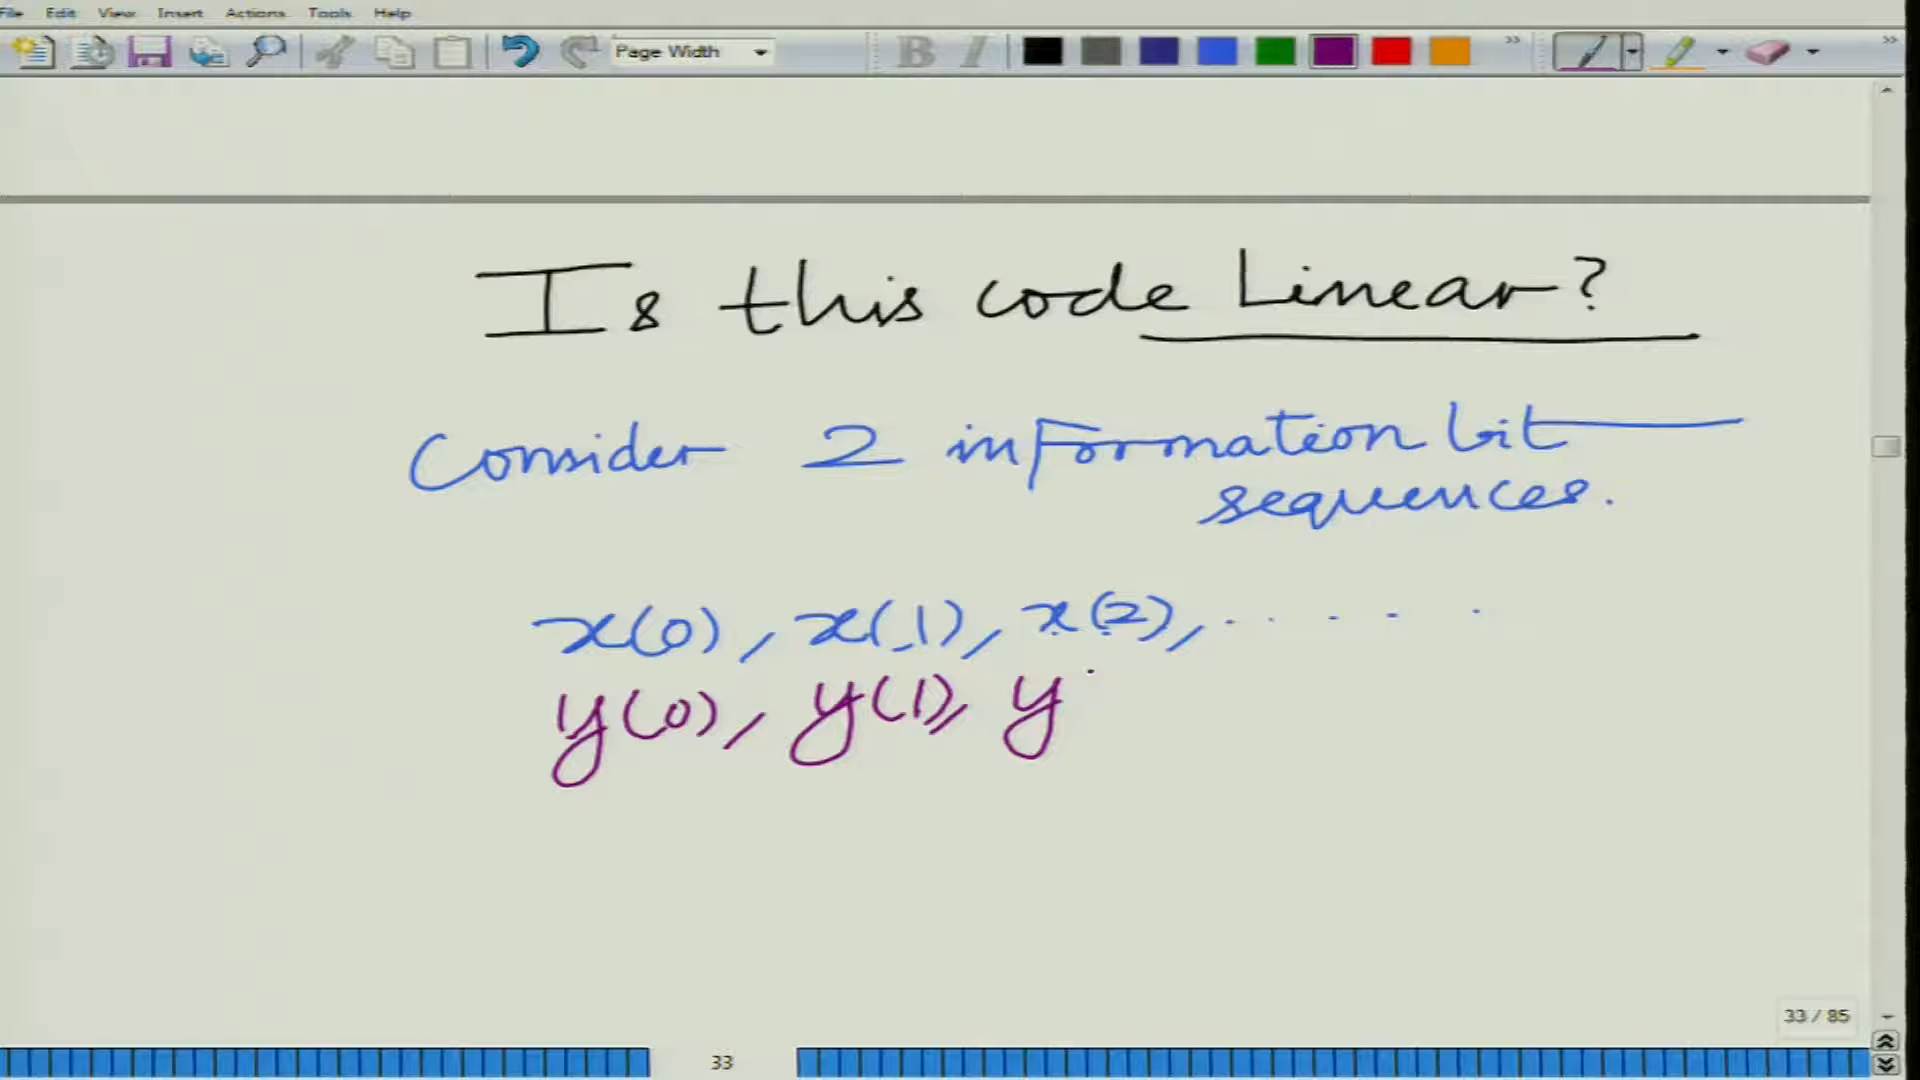 File Edit View Insert Actions Tools Help
Page Width B I
Is this code Linear?
Consider 2 information bit
sequences.
x(0), x(1), x(2), . . . . .
y(0), y(1), y
33 / 85
33